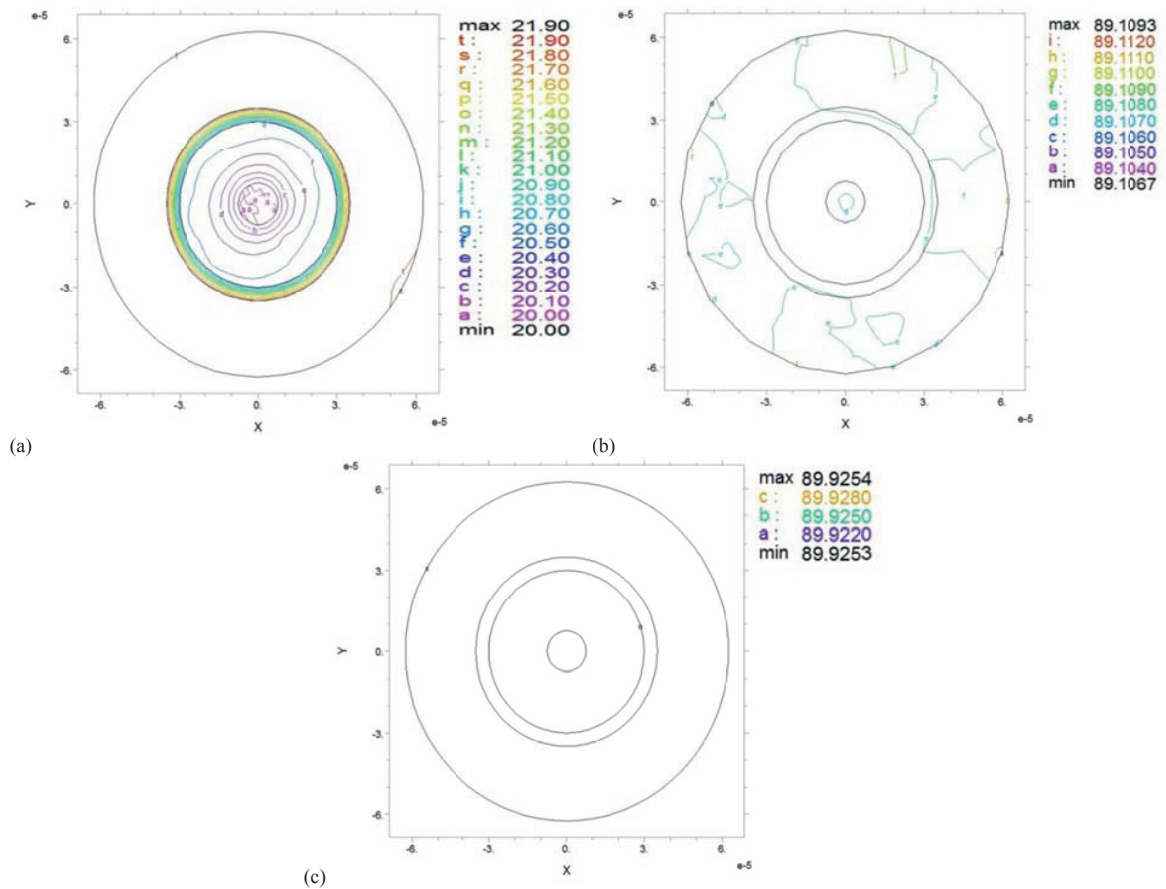 e-5
6.
3.
0.
-3.
-6.
Y
-6. -3. 0. 3. 6.
e-5
X
max 21.90
t : 21.90
s : 21.80
r : 21.70
q : 21.60
p : 21.50
o : 21.40
n : 21.30
m : 21.20
l : 21.10
k : 21.00
j : 20.90
i : 20.80
h : 20.70
g : 20.60
f : 20.50
e : 20.40
d : 20.30
c : 20.20
b : 20.10
a : 20.00
min 20.00
(a)
e-5
6.
3.
0.
-3.
-6.
Y
-6. -3. 0. 3. 6.
e-5
X
max 89.1093
i : 89.1120
h : 89.1110
g : 89.1100
f : 89.1090
e : 89.1080
d : 89.1070
c : 89.1060
b : 89.1050
a : 89.1040
min 89.1067
(b)
e-5
6.
3.
0.
-3.
-6.
Y
-6. -3. 0. 3. 6.
e-5
X
max 89.9254
c : 89.9280
b : 89.9250
a : 89.9220
min 89.9253
(c)